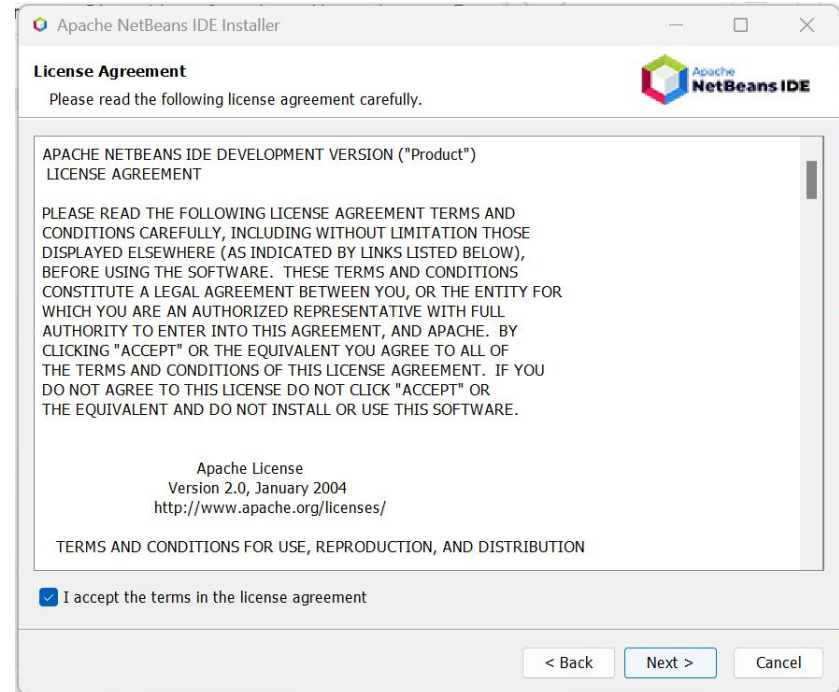 Apache NetBeans IDE Installer
License Agreement
Please read the following license agreement carefully.
Apache
NetBeans IDE
APACHE NETBEANS IDE DEVELOPMENT VERSION ("Product")
LICENSE AGREEMENT
PLEASE READ THE FOLLOWING LICENSE AGREEMENT TERMS AND
CONDITIONS CAREFULLY, INCLUDING WITHOUT LIMITATION THOSE
DISPLAYED ELSEWHERE (AS INDICATED BY LINKS LISTED BELOW),
BEFORE USING THE SOFTWARE.  THESE TERMS AND CONDITIONS
CONSTITUTE A LEGAL AGREEMENT BETWEEN YOU, OR THE ENTITY FOR
WHICH YOU ARE AN AUTHORIZED REPRESENTATIVE WITH FULL
AUTHORITY TO ENTER INTO THIS AGREEMENT, AND APACHE.  BY
CLICKING "ACCEPT" OR THE EQUIVALENT YOU AGREE TO ALL OF
THE TERMS AND CONDITIONS OF THIS LICENSE AGREEMENT.  IF YOU
DO NOT AGREE TO THIS LICENSE DO NOT CLICK "ACCEPT" OR
THE EQUIVALENT AND DO NOT INSTALL OR USE THIS SOFTWARE.
Apache License
Version 2.0, January 2004
http://www.apache.org/licenses/
TERMS AND CONDITIONS FOR USE, REPRODUCTION, AND DISTRIBUTION
I accept the terms in the license agreement
< Back
Next >
Cancel